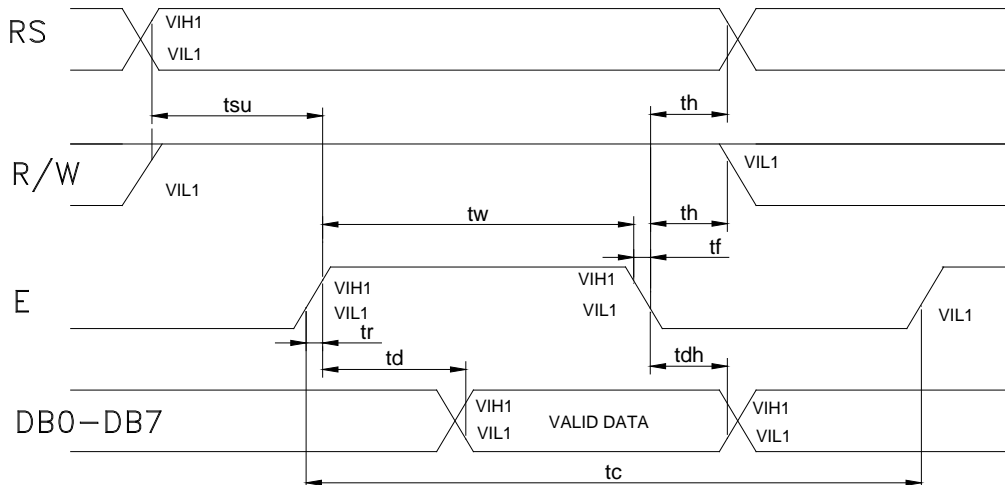 RS
VIH1
VIL1
tsu
th
R/W
VIL1
VIL1
tw
th
tf
E
VIH1
VIL1
VIH1
VIL1
VIL1
tr
td
tdh
DB0-DB7
VIH1
VIL1
VALID DATA
VIH1
VIL1
tc